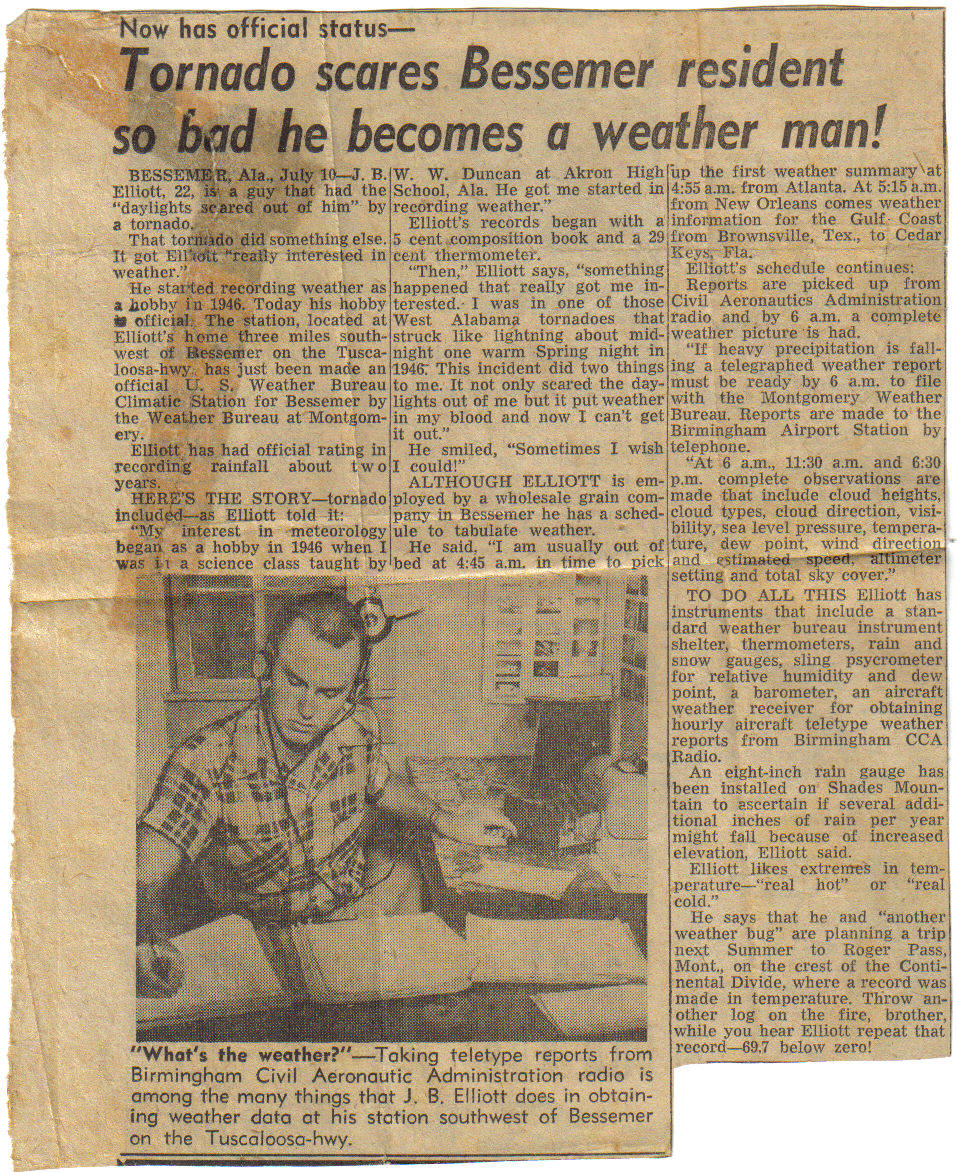 Now has official status—
Tornado scares Bessemer resident
so bad he becomes a weather man!
BESSEMER, Ala., July 10—J. B.
Elliott, 22, is a guy that had the
“daylights scared out of him” by
a tornado.
That tornado did something else.
It got Elliott “really interested in
weather.”
He started recording weather as
a hobby in 1946. Today his hobby
is official. The station, located at
Elliott's home three miles south-
west of Bessemer on the Tusca-
loosa-hwy. has just been made an
official U. S. Weather Bureau
Climatic Station for Bessemer by
the Weather Bureau at Montgom-
ery.
Elliott has had official rating in
recording rainfall about two
years.
HERE'S THE STORY—tornado
included—as Elliott told it:
“My interest in meteorology
began as a hobby in 1946 when I
was in a science class taught by
W. W. Duncan at Akron High
School, Ala. He got me started in
recording weather.”
Elliott's records began with a
5 cent composition book and a 29
cent thermometer.
“Then,” Elliott says, “something
happened that really got me in-
terested. I was in one of those
West Alabama tornadoes that
struck like lightning about mid-
night one warm Spring night in
1946. This incident did two things
to me. It not only scared the day-
lights out of me but it put weather
in my blood and now I can't get
it out.”
He smiled, “Sometimes I wish
I could!”
ALTHOUGH ELLIOTT is em-
ployed by a wholesale grain com-
pany in Bessemer he has a sched-
ule to tabulate weather.
He said, “I am usually out of
bed at 4:45 a.m. in time to pick
up the first weather summary at
4:55 a.m. from Atlanta. At 5:15 a.m.
from New Orleans comes weather
information for the Gulf Coast
from Brownsville, Tex., to Cedar
Keys, Fla.
Elliott's schedule continues:
Reports are picked up from
Civil Aeronautics Administration
radio and by 6 a.m. a complete
weather picture is had.
“If heavy precipitation is fall-
ing a telegraphed weather report
must be ready by 6 a.m. to file
with the Montgomery Weather
Bureau. Reports are made to the
Birmingham Airport Station by
telephone.
“At 6 a.m., 11:30 a.m. and 6:30
p.m. complete observations are
made that include cloud heights,
cloud types, cloud direction, visi-
bility, sea level pressure, tempera-
ture, dew point, wind direction
and estimated speed, altimeter
setting and total sky cover.”
TO DO ALL THIS Elliott has
instruments that include a stan-
dard weather bureau instrument
shelter, thermometers, rain and
snow gauges, sling psycrometer
for relative humidity and dew
point, a barometer, an aircraft
weather receiver for obtaining
hourly aircraft teletype weather
reports from Birmingham CCA
Radio.
An eight-inch rain gauge has
been installed on Shades Moun-
tain to ascertain if several addi-
tional inches of rain per year
might fall because of increased
elevation, Elliott said.
Elliott likes extremes in tem-
perature—“real hot” or “real
cold.”
He says that he and “another
weather bug” are planning a trip
next Summer to Roger Pass,
Mont., on the crest of the Conti-
nental Divide, where a record was
made in temperature. Throw an-
other log on the fire, brother,
while you hear Elliott repeat that
record—69.7 below zero!
"What's the weather?"—Taking teletype reports from
Birmingham Civil Aeronautic Administration radio is
among the many things that J. B. Elliott does in obtain-
ing weather data at his station southwest of Bessemer
on the Tuscaloosa-hwy.